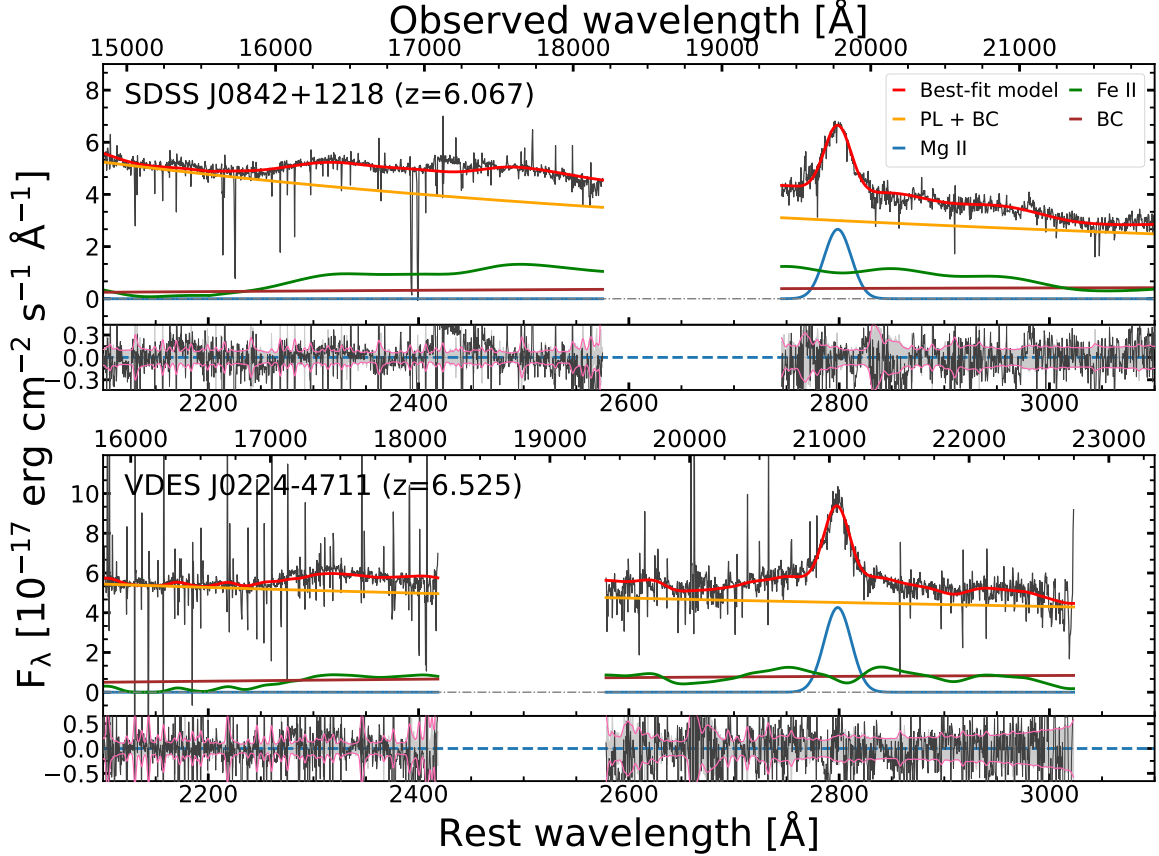 Observed wavelength [Å]
15000 16000 17000 18000 19000 20000 21000
SDSS J0842+1218 (z=6.067)
Best-fit model
PL + BC
Mg II
Fe II
BC
8
6
4
2
0
0.3
0.0
−0.3
2200 2400 2600 2800 3000
16000 17000 18000 19000 20000 21000 22000 23000
VDES J0224-4711 (z=6.525)
10
8
6
4
2
0
0.5
0.0
−0.5
2200 2400 2600 2800 3000
Rest wavelength [Å]
Fλ [10⁻¹⁷ erg cm⁻² s⁻¹ Å⁻¹]